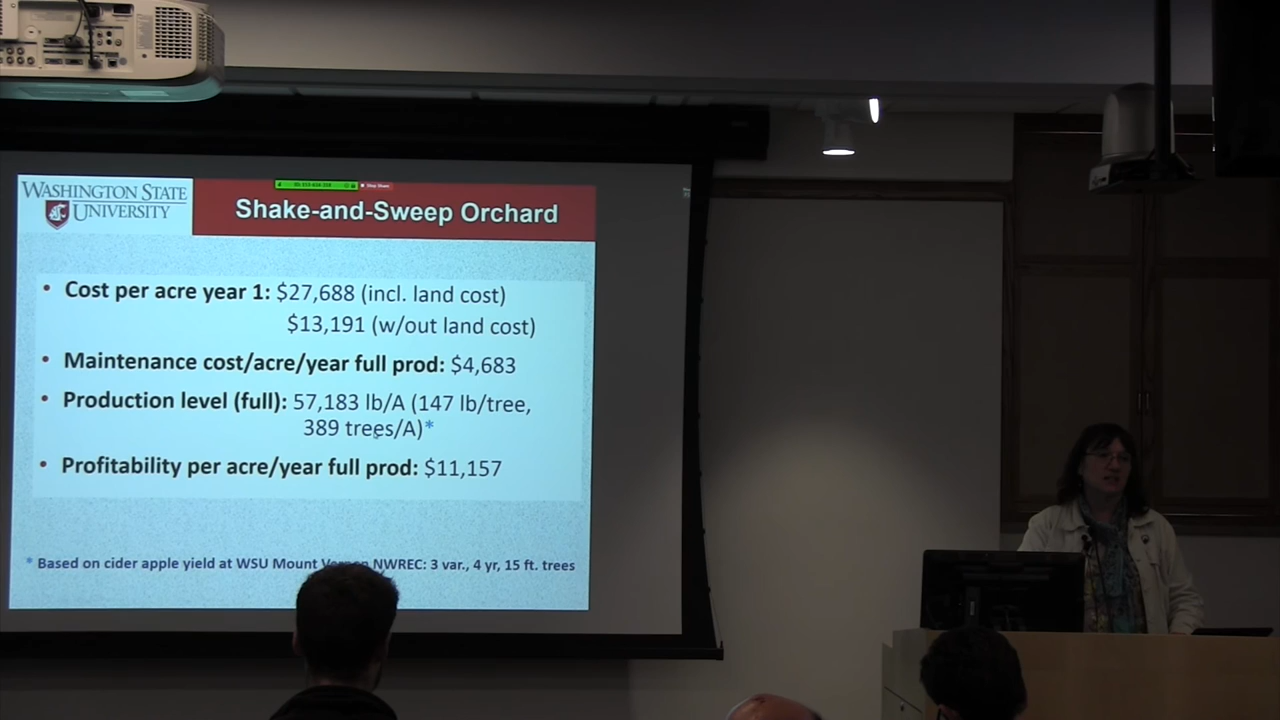 WASHINGTON STATE
UNIVERSITY
Stop Share
Shake-and-Sweep Orchard
• Cost per acre year 1: $27,688 (incl. land cost)
$13,191 (w/out land cost)
• Maintenance cost/acre/year full prod: $4,683
• Production level (full): 57,183 lb/A (147 lb/tree,
389 trees/A)*
• Profitability per acre/year full prod: $11,157
* Based on cider apple yield at WSU Mount NWREC: 3 var., 4 yr, 15 ft. trees